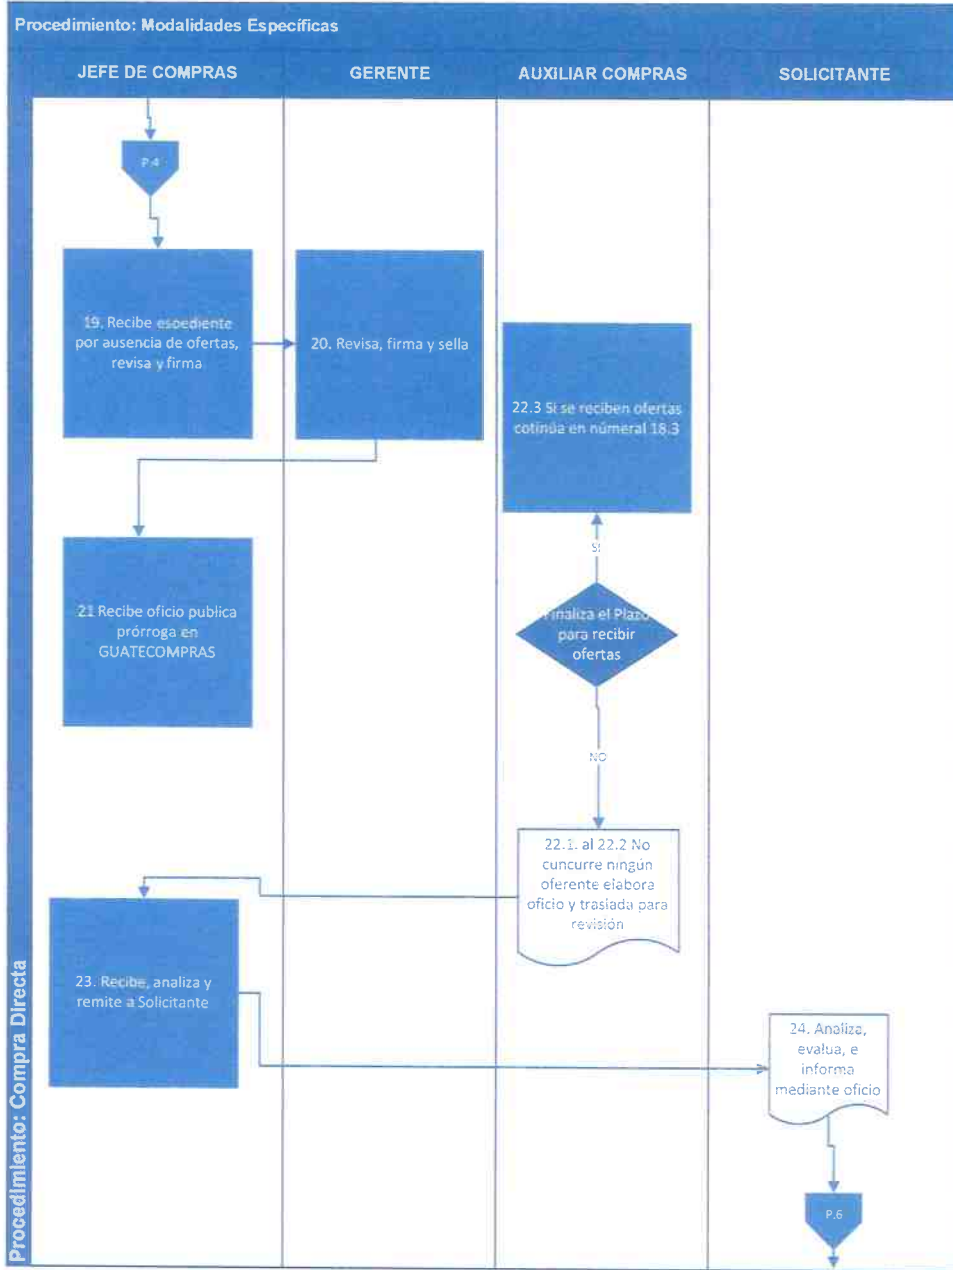 Procedimiento: Modalidades Específicas
JEFE DE COMPRAS
GERENTE
AUXILIAR COMPRAS
SOLICITANTE
P.4
19. Recibe esoediente
por ausencia de ofertas,
revisa y firma
20. Revisa, firma y sella
22.3 Si se reciben ofertas
cotinúa en númeral 18.3
SI
21 Recibe oficio publica
prórroga en
GUATECOMPRAS
Finaliza el Plazo
para recibir
ofertas
NO
22.1. al 22.2 No
cuncurre ningún
oferente elabora
oficio y traslada para
revisión
23. Recibe, analiza y
remite a Solicitante
24. Analiza,
evalua, e
informa
mediante oficio
P.6
Procedimiento: Compra Directa